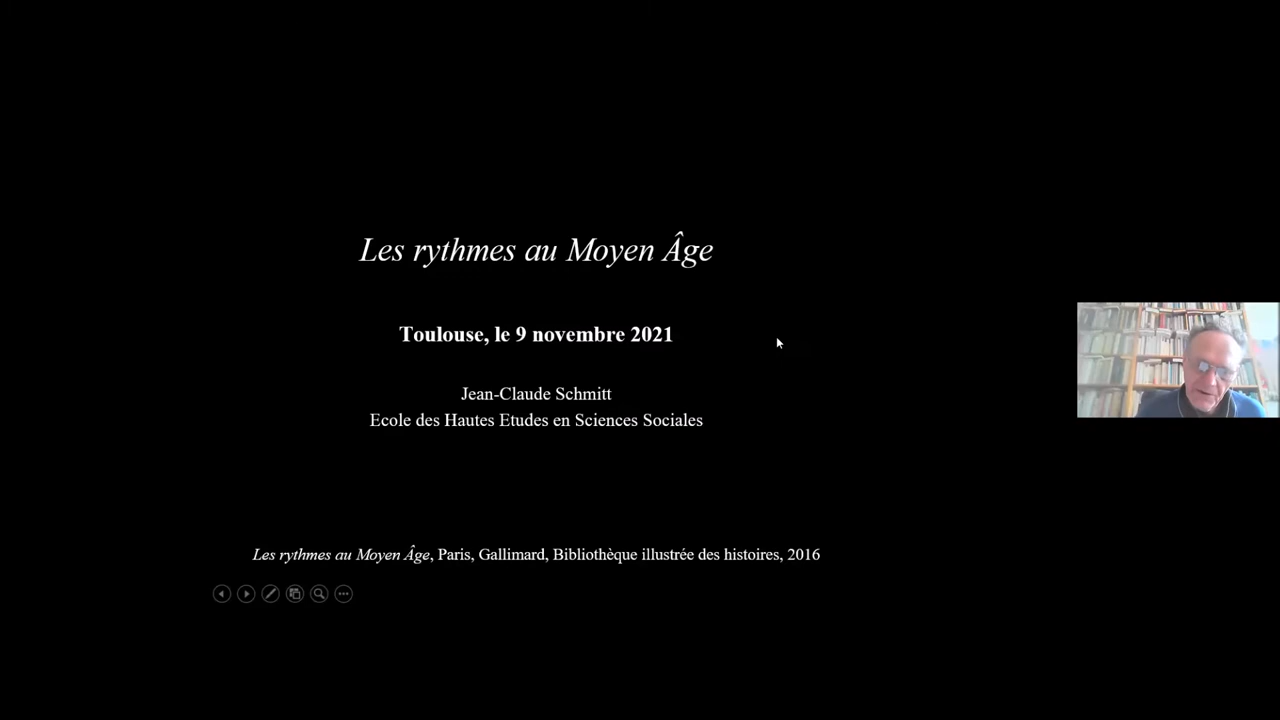 Les rythmes au Moyen Âge
Toulouse, le 9 novembre 2021
Jean-Claude Schmitt
Ecole des Hautes Etudes en Sciences Sociales
Les rythmes au Moyen Âge, Paris, Gallimard, Bibliothèque illustrée des histoires, 2016